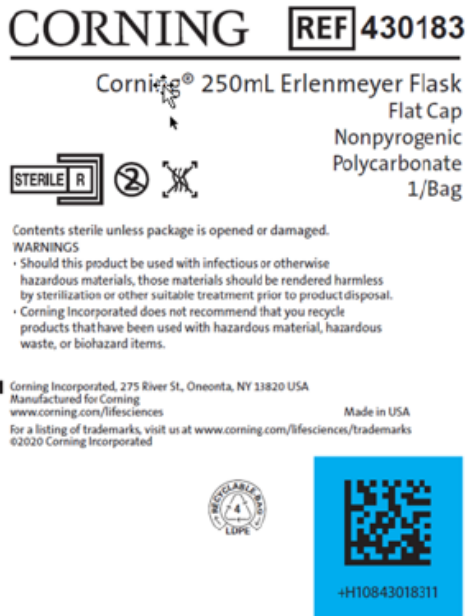 CORNING REF 430183
Corning® 250mL Erlenmeyer Flask
Flat Cap
Nonpyrogenic
Polycarbonate
1/Bag
STERILE R 2
Contents sterile unless package is opened or damaged.
WARNINGS
• Should this product be used with infectious or otherwise
hazardous materials, those materials should be rendered harmless
by sterilization or other suitable treatment prior to product disposal.
• Corning Incorporated does not recommend that you recycle
products that have been used with hazardous material, hazardous
waste, or biohazard items.
Corning Incorporated, 275 River St., Oneonta, NY 13820 USA
Manufactured for Corning
www.corning.com/lifesciences Made in USA
For a listing of trademarks, visit us at www.corning.com/lifesciences/trademarks
©2020 Corning Incorporated
RECYCLABLE-BAG
4
LDPE
+H10843018311